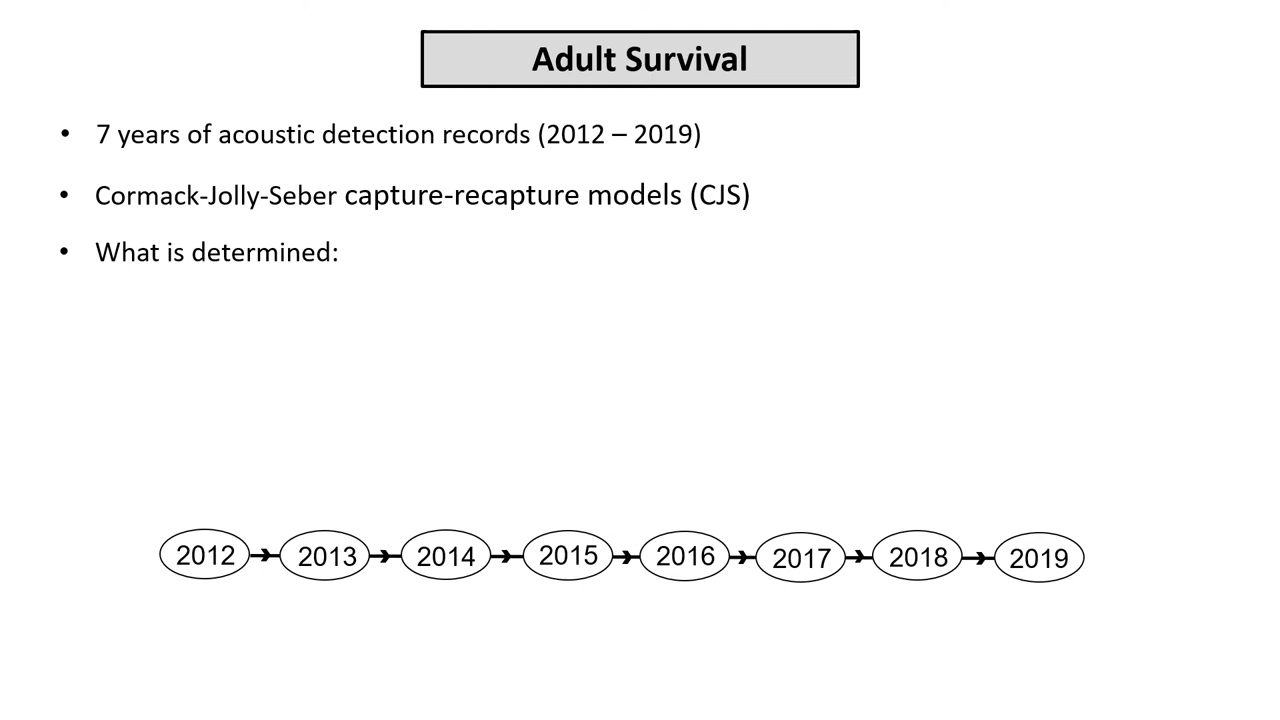 Adult Survival
• 7 years of acoustic detection records (2012 – 2019)
• Cormack-Jolly-Seber capture-recapture models (CJS)
• What is determined:
2012 2013 2014 2015 2016 2017 2018 2019